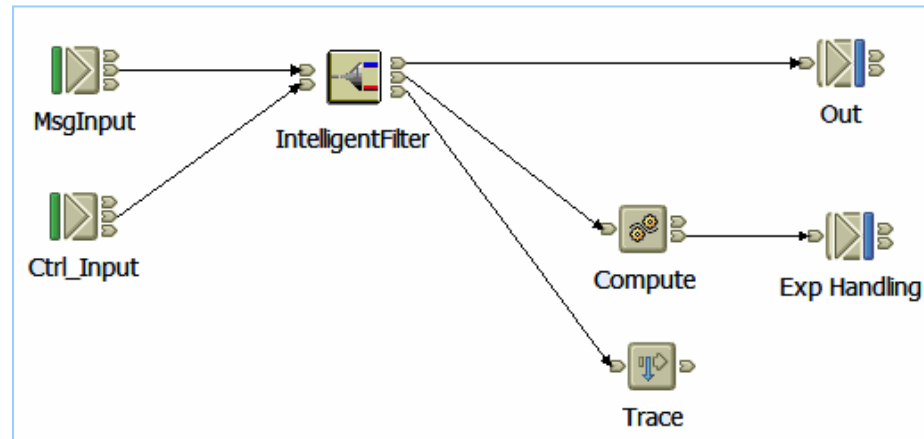 MsgInput
IntelligentFilter
Out
Ctrl_Input
Compute
Exp Handling
Trace